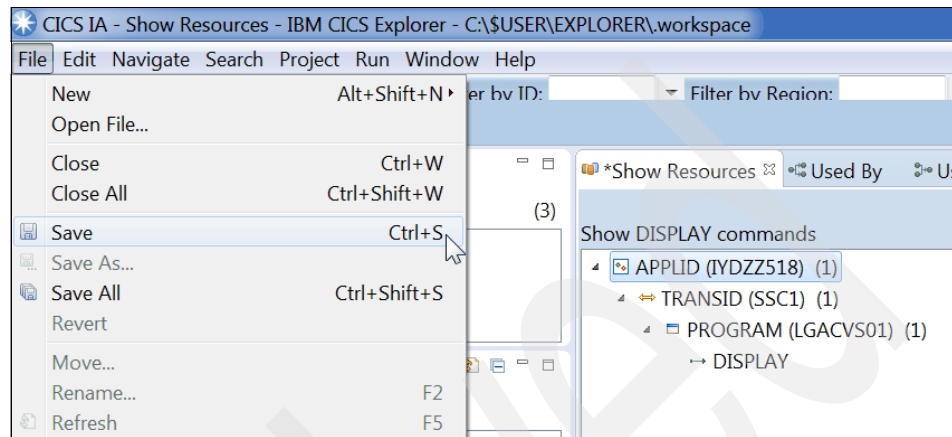 CICS IA - Show Resources - IBM CICS Explorer - C:\$USER\EXPLORER\.workspace
File Edit Navigate Search Project Run Window Help
New Alt+Shift+N er by ID: Filter by Region:
Open File...
Close Ctrl+W
Close All Ctrl+Shift+W
*Show Resources Used By U
(3)
Save Ctrl+S
Show DISPLAY commands
Save As...
APPLID (IYDZZ518) (1)
Save All Ctrl+Shift+S
TRANSID (SSC1) (1)
Revert
PROGRAM (LGACVS01) (1)
Move...
DISPLAY
Rename... F2
Refresh F5